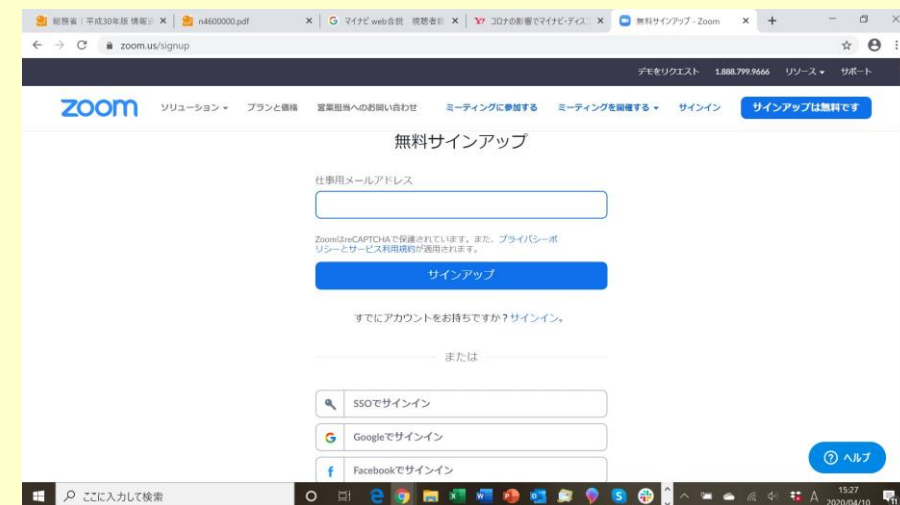 総務省｜平成30年版 情報
n4600000.pdf
マイナビ web合説 視聴者数
コロナの影響でマイナビ・ディス
無料サインアップ - Zoom
zoom.us/signup
デモをリクエスト 1.888.799.9666 リソース サポート
zoom ソリューション プランと価格 営業担当へのお問い合わせ ミーティングに参加する ミーティングを開催する サインイン サインアップは無料です
無料サインアップ
仕事用メールアドレス
ZoomはreCAPTCHAで保護されています。また、プライバシーポ
リシーとサービス利用規約が適用されます。
サインアップ
すでにアカウントをお持ちですか？サインイン。
または
SSOでサインイン
Googleでサインイン
Facebookでサインイン
ヘルプ
ここに入力して検索
A
15:27
2020/04/10